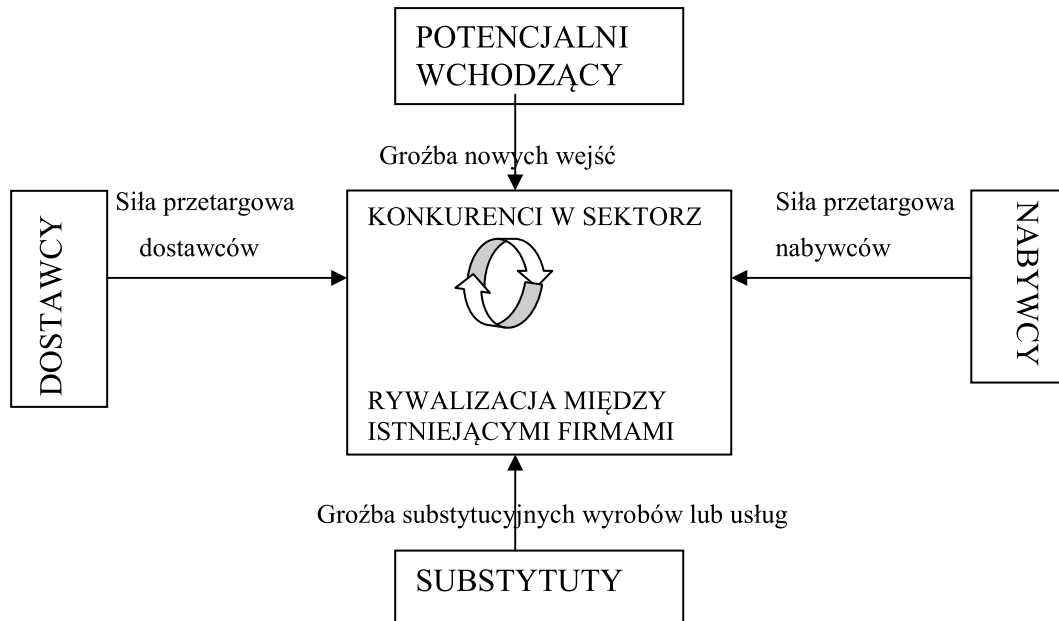 POTENCJALNI
WCHODZĄCY
Groźba nowych wejść
Siła przetargowa
dostawców
DOSTAWCY
KONKURENCI W SEKTORZ
RYWALIZACJA MIĘDZY
ISTNIEJĄCYMI FIRMAMI
Siła przetargowa
nabywców
NABYWCY
Groźba substytucyjnych wyrobów lub usług
SUBSTYTUTY